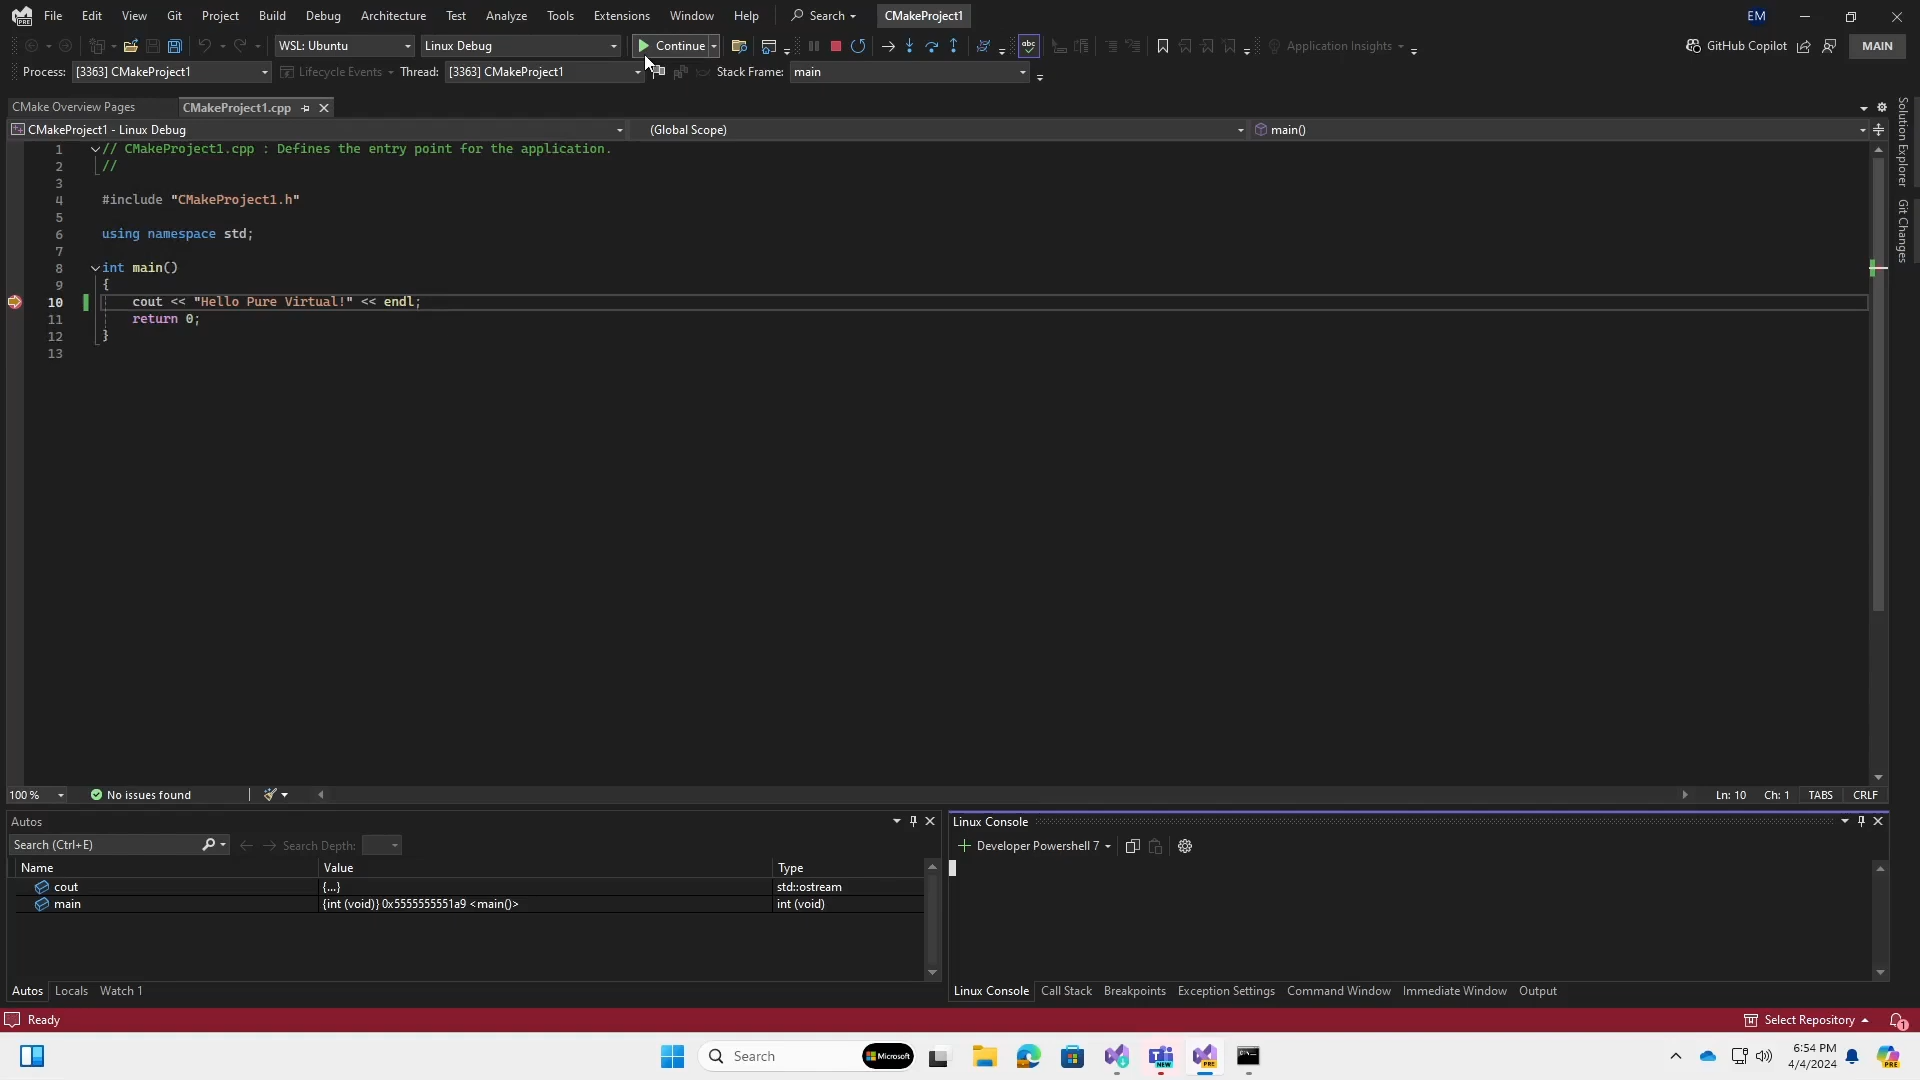 File Edit View Git Project Build Debug Architecture Test Analyze Tools Extensions Window Help Search CMakeProject1 EM
WSL: Ubuntu Linux Debug Continue Application Insights GitHub Copilot MAIN
Process: [3363] CMakeProject1 Lifecycle Events Thread: [3363] CMakeProject1 Stack Frame: main
CMake Overview Pages CMakeProject1.cpp
CMakeProject1 - Linux Debug (Global Scope) main()
1 // CMakeProject1.cpp : Defines the entry point for the application.
2 //
3
4 #include "CMakeProject1.h"
5
6 using namespace std;
7
8 int main()
9 {
10 cout << "Hello Pure Virtual!" << endl;
11 return 0;
12 }
13
Solution Explorer
Git Changes
100 % No issues found Ln: 10 Ch: 1 TABS CRLF
Autos
Search (Ctrl+E) Search Depth:
Name Value Type
cout {...} std::ostream
main {int (void)} 0x5555555551a9 <main()> int (void)
Autos Locals Watch 1
Linux Console
Developer Powershell 7
Linux Console Call Stack Breakpoints Exception Settings Command Window Immediate Window Output
Ready Select Repository 1
Search Microsoft 6:54 PM
4/4/2024